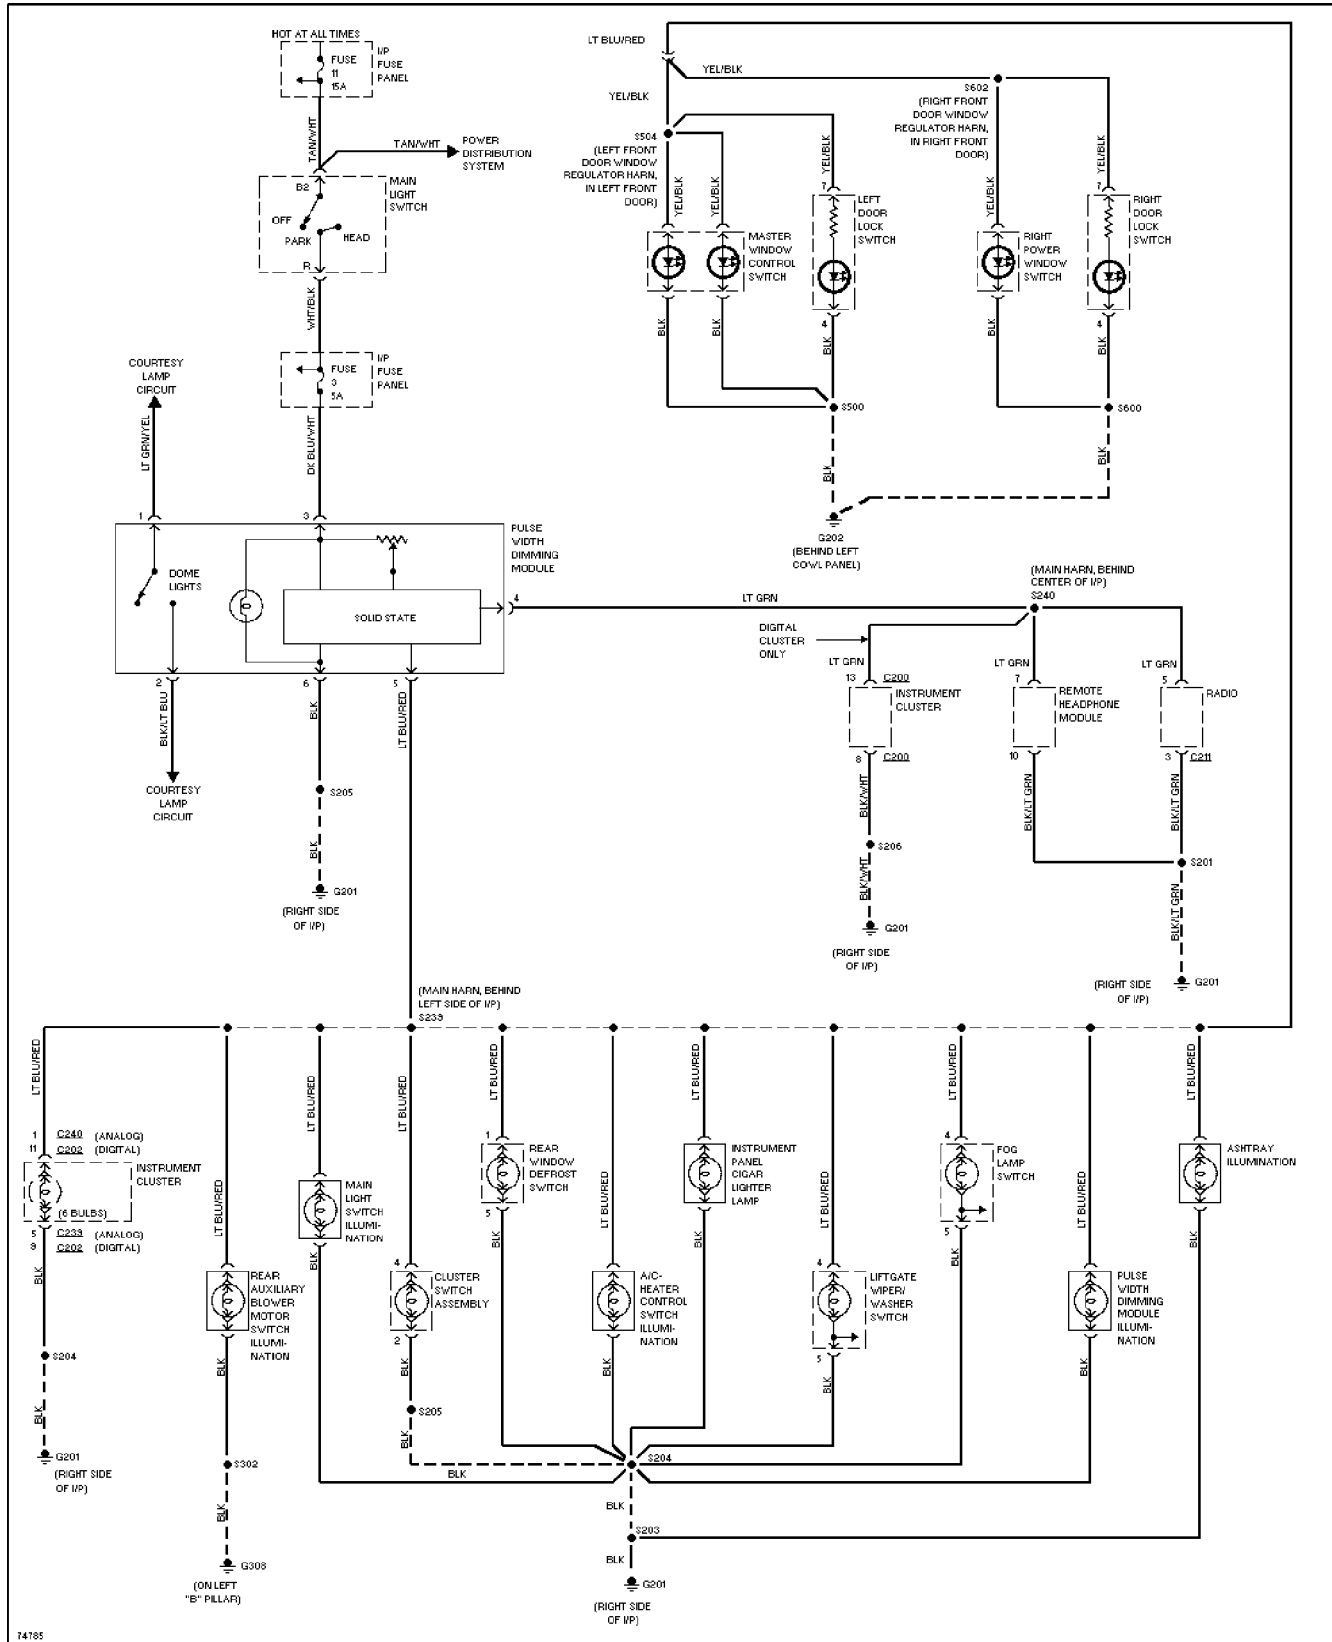 HOT AT ALL TIMES
FUSE
11
15A
I/P
FUSE
PANEL
TAN/WHT
TAN/WHT
POWER
DISTRIBUTION
SYSTEM
B2
MAIN
LIGHT
SWITCH
OFF
PARK
HEAD
R
WHT/BLK
FUSE
3
5A
I/P
FUSE
PANEL
DK BLU/WHT
COURTESY
LAMP
CIRCUIT
LT GRN/YEL
1
3
PULSE
WIDTH
DIMMING
MODULE
DOME
LIGHTS
SOLID STATE
4
2
6
5
BLK/LT BLU
BLK
LT BLU/RED
COURTESY
LAMP
CIRCUIT
S205
BLK
G201
(RIGHT SIDE
OF I/P)
LT BLU/RED
YEL/BLK
YEL/BLK
S504
(LEFT FRONT
DOOR WINDOW
REGULATOR HARN,
IN LEFT FRONT
DOOR)
S602
(RIGHT FRONT
DOOR WINDOW
REGULATOR HARN,
IN RIGHT FRONT
DOOR)
YEL/BLK
YEL/BLK
YEL/BLK
YEL/BLK
YEL/BLK
7
7
MASTER
WINDOW
CONTROL
SWITCH
LEFT
DOOR
LOCK
SWITCH
RIGHT
POWER
WINDOW
SWITCH
RIGHT
DOOR
LOCK
SWITCH
4
4
BLK
BLK
BLK
BLK
BLK
S500
S600
BLK
BLK
G202
(BEHIND LEFT
COWL PANEL)
LT GRN
(MAIN HARN, BEHIND
CENTER OF I/P)
S240
DIGITAL
CLUSTER
ONLY
LT GRN
LT GRN
LT GRN
13
C200
7
5
INSTRUMENT
CLUSTER
REMOTE
HEADPHONE
MODULE
RADIO
8
C200
10
3
C211
BLK/WHT
BLK/LT GRN
BLK/LT GRN
S206
S201
BLK/WHT
BLK/LT GRN
G201
(RIGHT SIDE
OF I/P)
G201
(RIGHT SIDE
OF I/P)
(MAIN HARN, BEHIND
LEFT SIDE OF I/P)
S239
LT BLU/RED
LT BLU/RED
LT BLU/RED
LT BLU/RED
LT BLU/RED
LT BLU/RED
LT BLU/RED
LT BLU/RED
LT BLU/RED
LT BLU/RED
LT BLU/RED
1
C240
(ANALOG)
11
C202
(DIGITAL)
INSTRUMENT
CLUSTER
(6 BULBS)
5
C239
(ANALOG)
9
C202
(DIGITAL)
BLK
S204
BLK
G201
(RIGHT SIDE
OF I/P)
REAR
AUXILIARY
BLOWER
MOTOR
SWITCH
ILLUMI-
NATION
BLK
S302
BLK
G308
(ON LEFT
"B" PILLAR)
MAIN
LIGHT
SWITCH
ILLUMI-
NATION
BLK
4
CLUSTER
SWITCH
ASSEMBLY
2
BLK
S205
BLK
BLK
1
REAR
WINDOW
DEFROST
SWITCH
5
BLK
A/C-
HEATER
CONTROL
SWITCH
ILLUMI-
NATION
BLK
INSTRUMENT
PANEL
CIGAR
LIGHTER
LAMP
BLK
4
LIFTGATE
WIPER/
WASHER
SWITCH
5
BLK
4
FOG
LAMP
SWITCH
5
BLK
PULSE
WIDTH
DIMMING
MODULE
ILLUMI-
NATION
BLK
ASHTRAY
ILLUMINATION
BLK
S204
BLK
S203
BLK
G201
(RIGHT SIDE
OF I/P)
74785